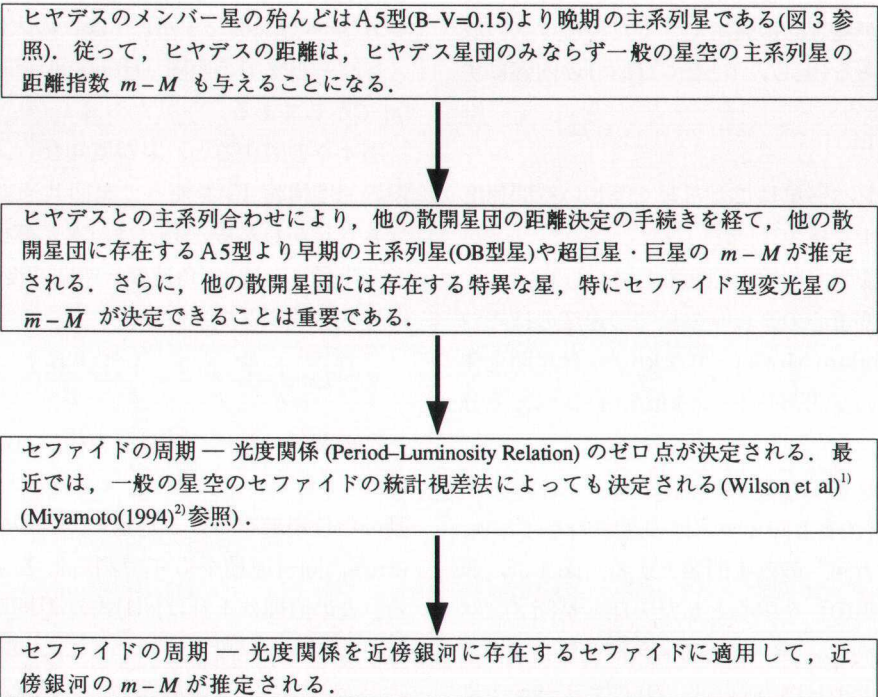 ヒヤデスのメンバー星の殆んどはA5型(B–V=0.15)より晩期の主系列星である(図3 参
照). 従って，ヒヤデスの距離は，ヒヤデス星団のみならず一般の星空の主系列星の
距離指数 m – M も与えることになる.
ヒヤデスとの主系列合わせにより，他の散開星団の距離決定の手続きを経て，他の散
開星団に存在するA5型より早期の主系列星(OB型星)や超巨星・巨星の m – M が推定
される. さらに，他の散開星団には存在する特異な星，特にセファイド型変光星の
m̅ – M̅ が決定できることは重要である.
セファイドの周期 — 光度関係 (Period–Luminosity Relation) のゼロ点が決定される. 最
近では，一般の星空のセファイドの統計視差法によっても決定される(Wilson et al)¹⁾
(Miyamoto(1994)²⁾参照) .
セファイドの周期 — 光度関係を近傍銀河に存在するセファイドに適用して，近
傍銀河の m – M が推定される.